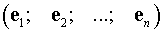 (e₁; e₂; ...; eₙ)